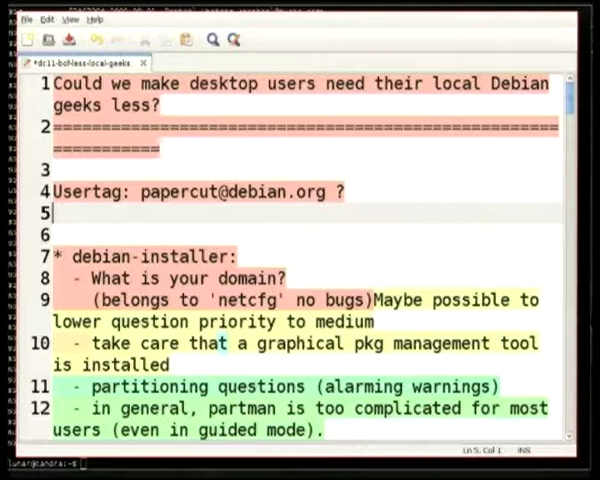 File Edit View Help
*dc11-boNess-local-geeks
1 Could we make desktop users need their local Debian
geeks less?
2 ====================================================
===========
3
4 Usertag: papercut@debian.org ?
5
6
7 * debian-installer:
8 - What is your domain?
9 (belongs to 'netcfg' no bugs)Maybe possible to
lower question priority to medium
10 - take care that a graphical pkg management tool
is installed
11 - partitioning questions (alarming warnings)
12 - in general, partman is too complicated for most
users (even in guided mode).
Ln 5, Col 1 INS
lunar@candra:~$